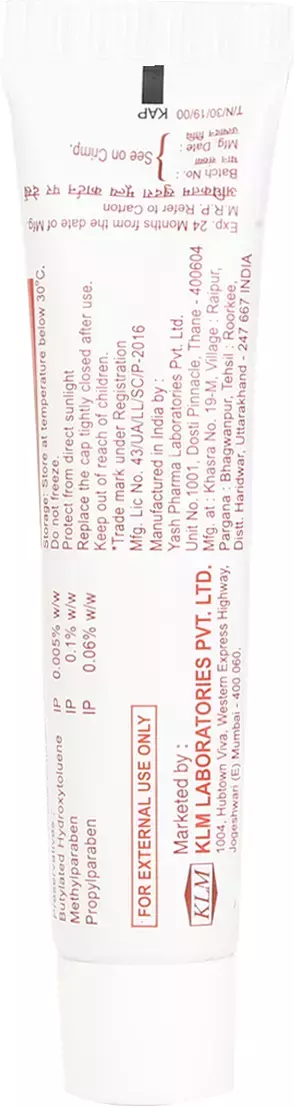 Preservatives :
Butylated Hydroxytoluene IP 0.005% w/w
Methylparaben IP 0.1% w/w
Propylparaben IP 0.06% w/w
FOR EXTERNAL USE ONLY
KLM
Marketed by :
KLM LABORATORIES PVT. LTD.
1004, Hubtown Viva, Western Express Highway,
Jogeshwari (E) Mumbai - 400 060.
Storage: Store at temperature below 30°C.
Do not freeze.
Protect from direct sunlight
Replace the cap tightly closed after use.
Keep out of reach of children.
*Trade mark under Registration
Mfg. Lic No. 43/UA/LL/SC/P-2016
Manufactured in India by :
Yash Pharma Laboratories Pvt. Ltd.
Unit No.1001, Dosti Pinnacle, Thane - 400604
Mfg. at : Khasra No. 19-M, Village : Raipur,
Pargana : Bhagwanpur, Tehsil : Roorkee,
Distt. Hardwar, Uttarakhand - 247 667 INDIA
Exp. 24 Months from the date of Mfg
M.R.P. Refer to Carton
अधिकतम खुदरा मूल्य कार्टन पर देखें
Batch No. :
Mfg Date :
See on Crimp.
T/N/30/19/00 KAP